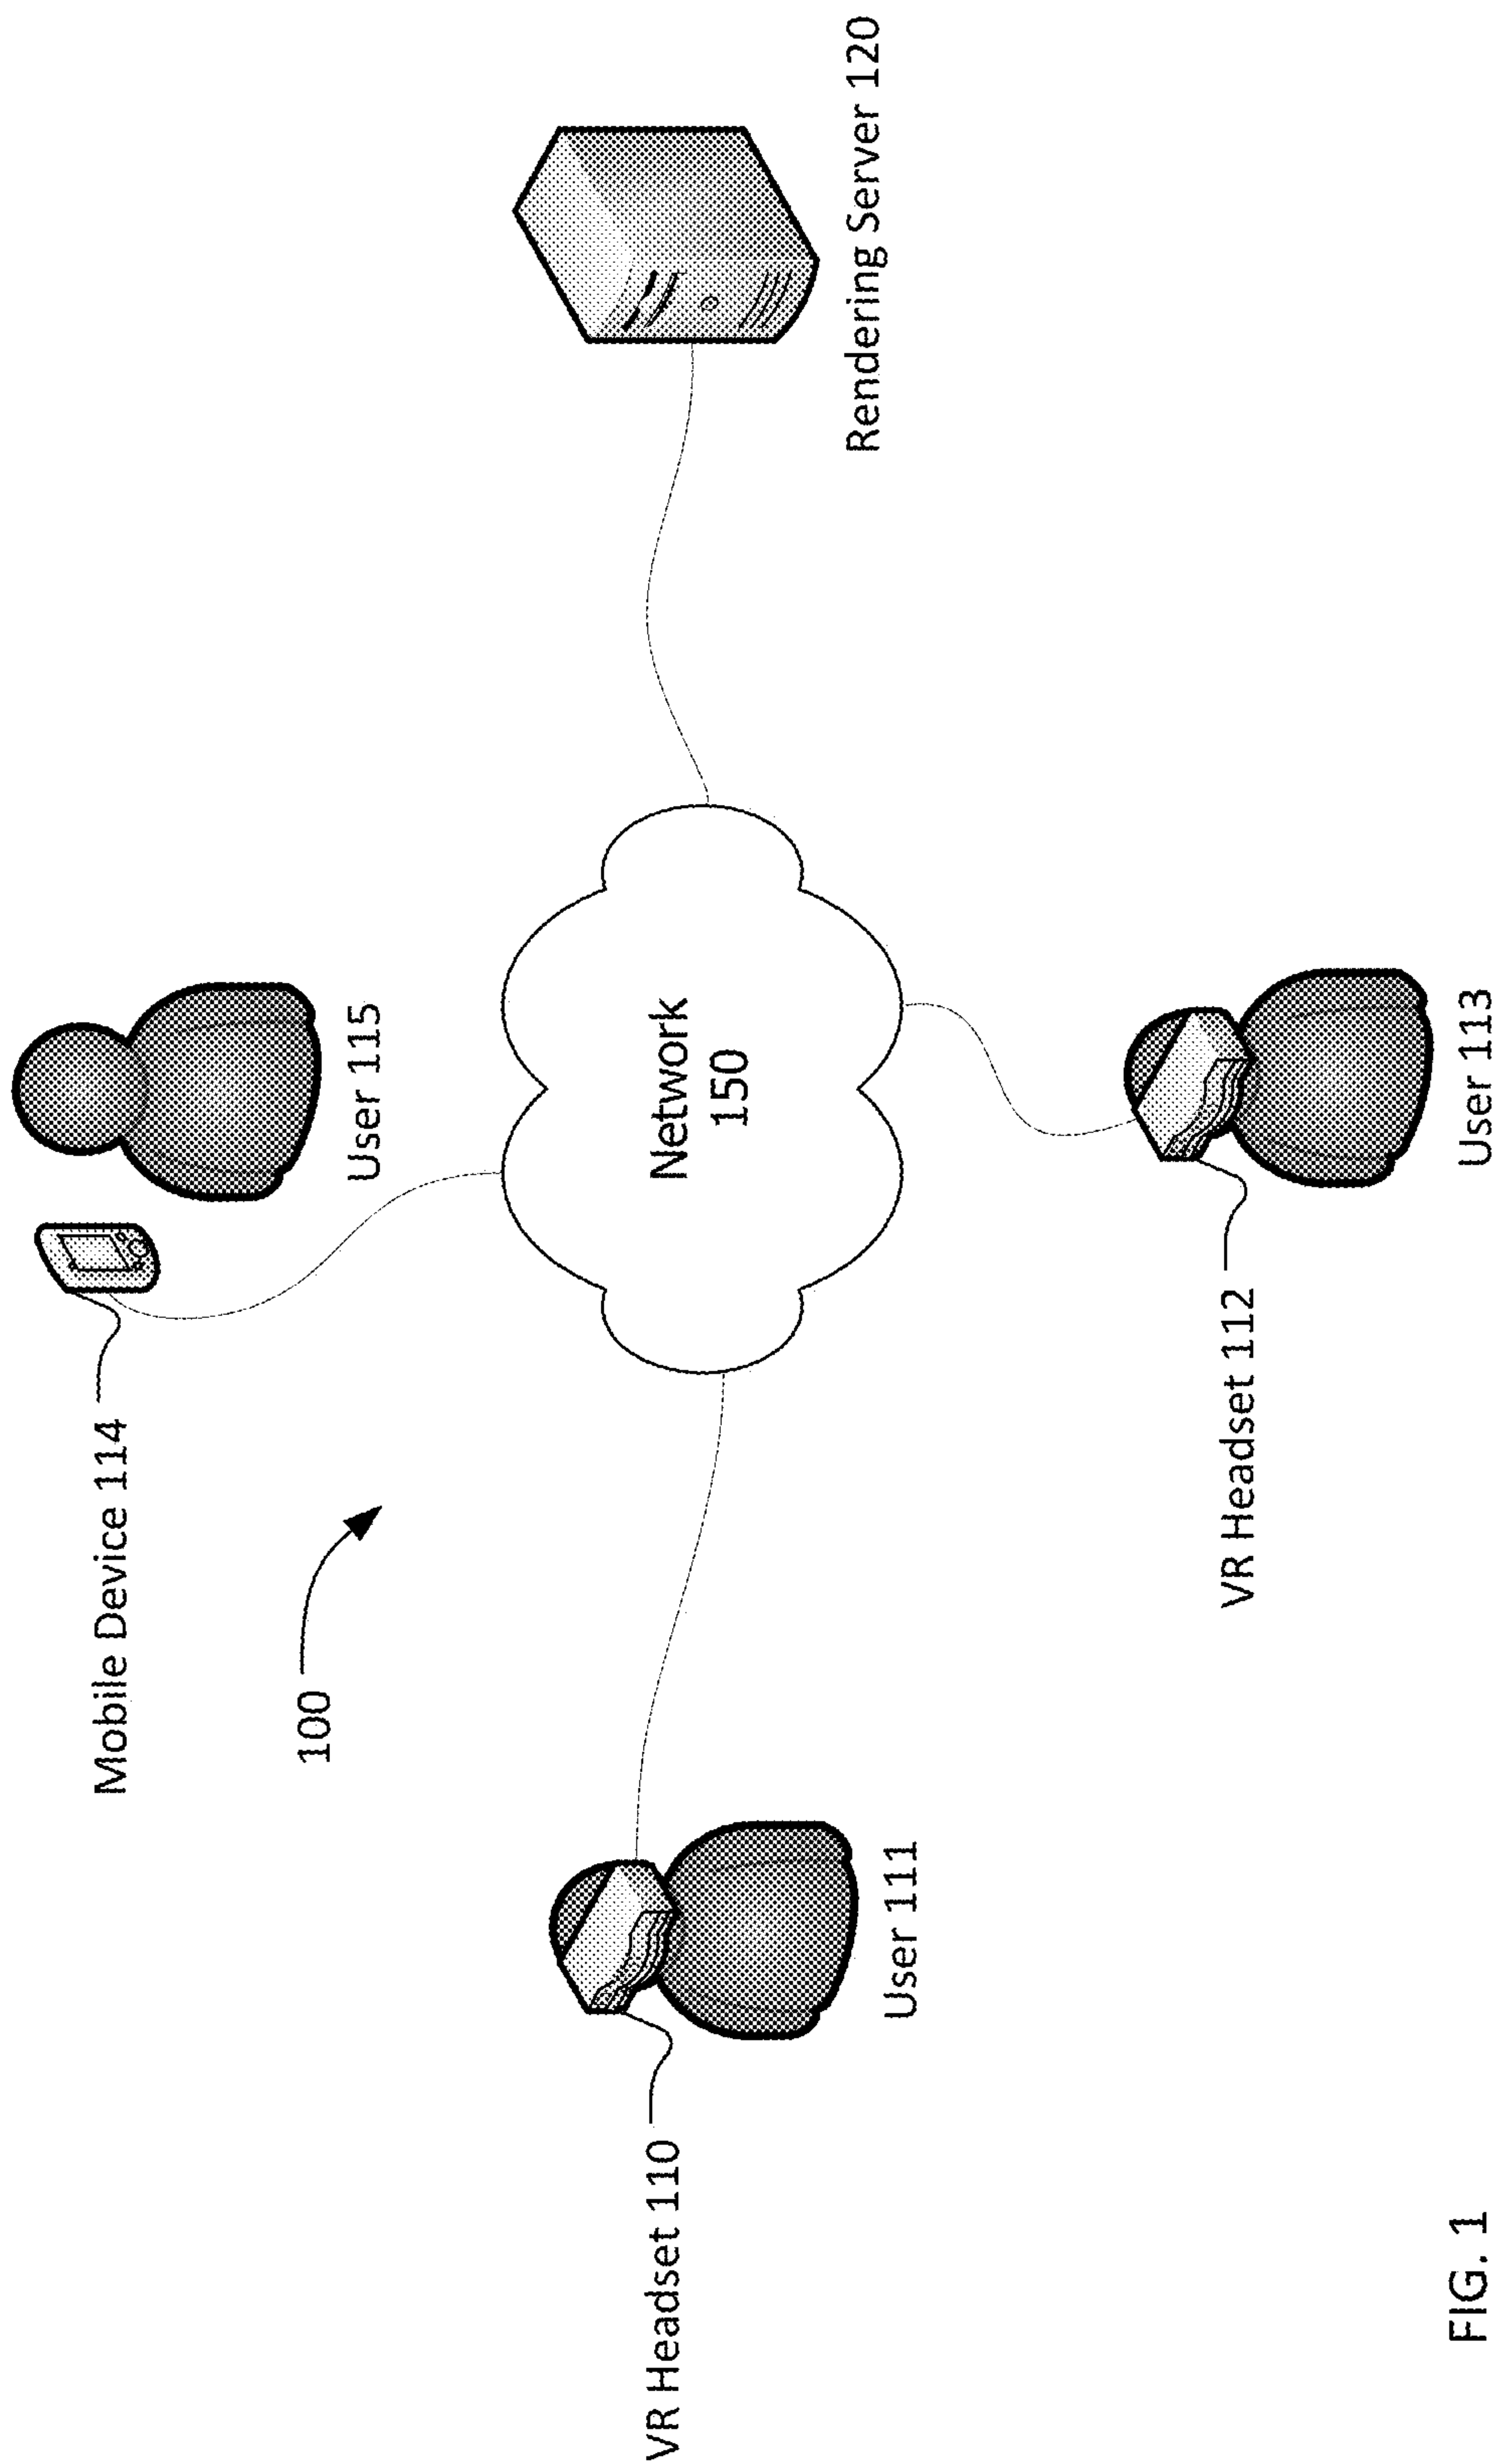 Mobile Device 114
User 115
100
VR Headset 110
User 111
Network
150
Rendering Server 120
VR Headset 112
User 113
FIG. 1